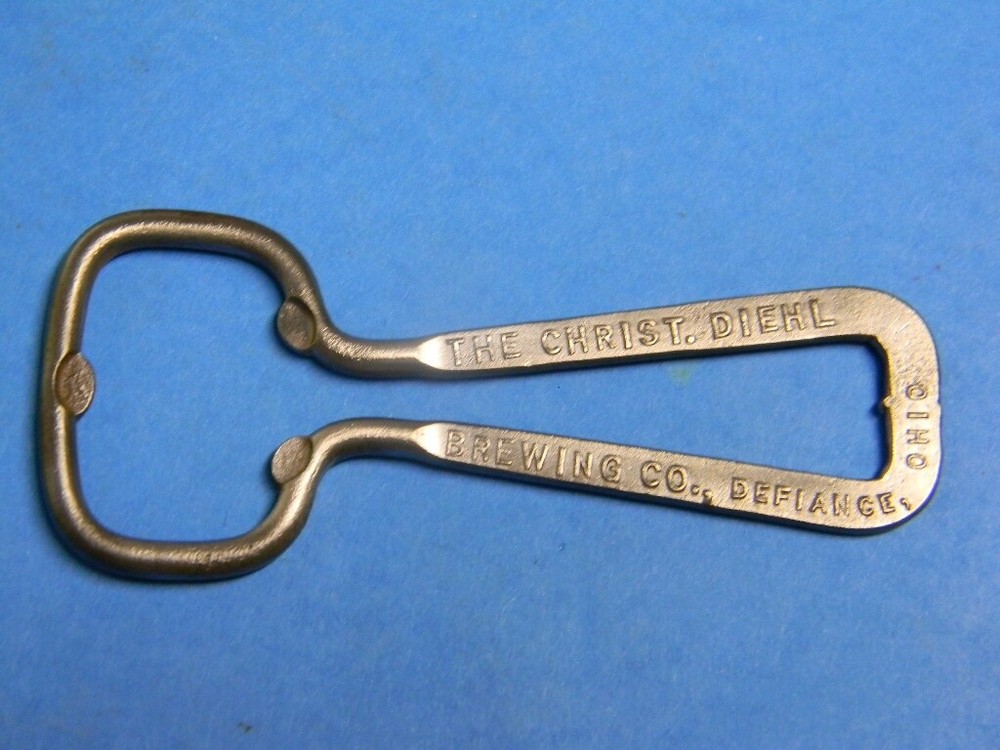 THE CHRIST. DIEHL
BREWING CO., DEFIANCE,
OHIO